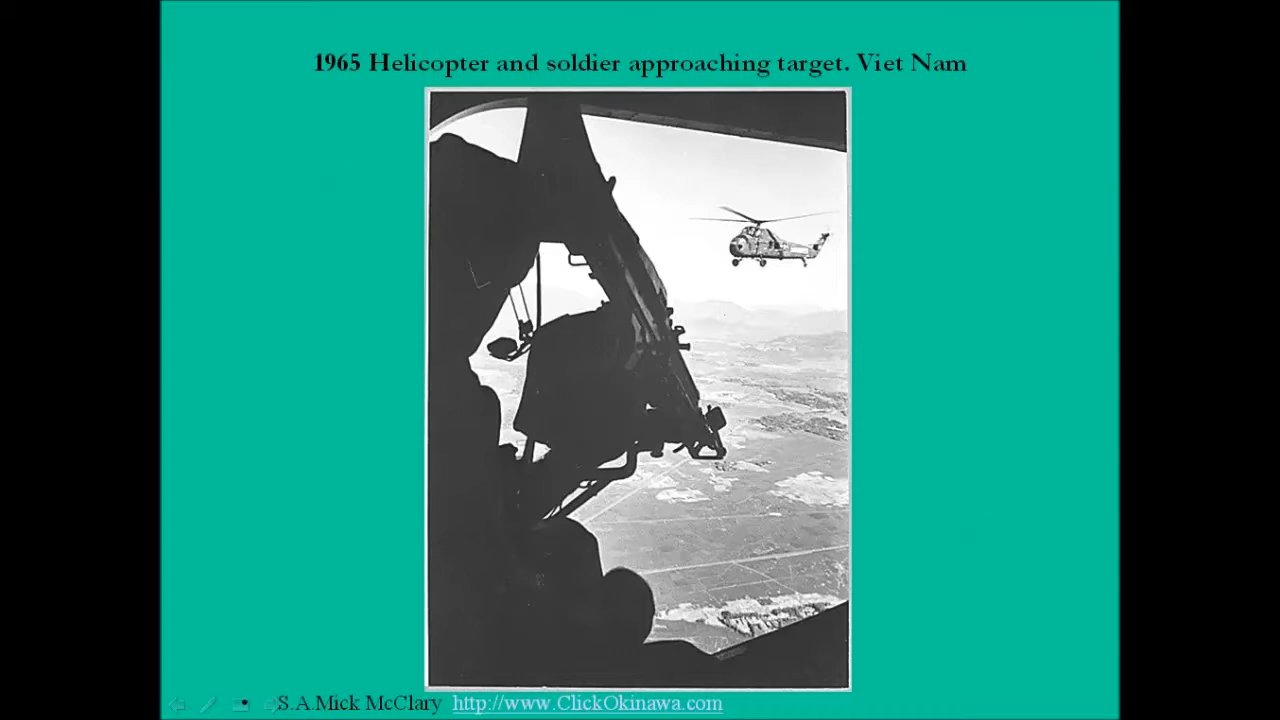 1965 Helicopter and soldier approaching target. Viet Nam
S.A.Mick McClary http://www.ClickOkinawa.com